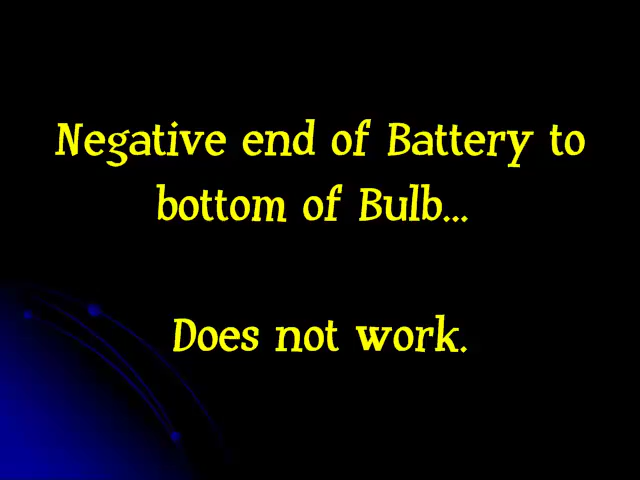 Negative end of Battery to
bottom of Bulb...
Does not work.